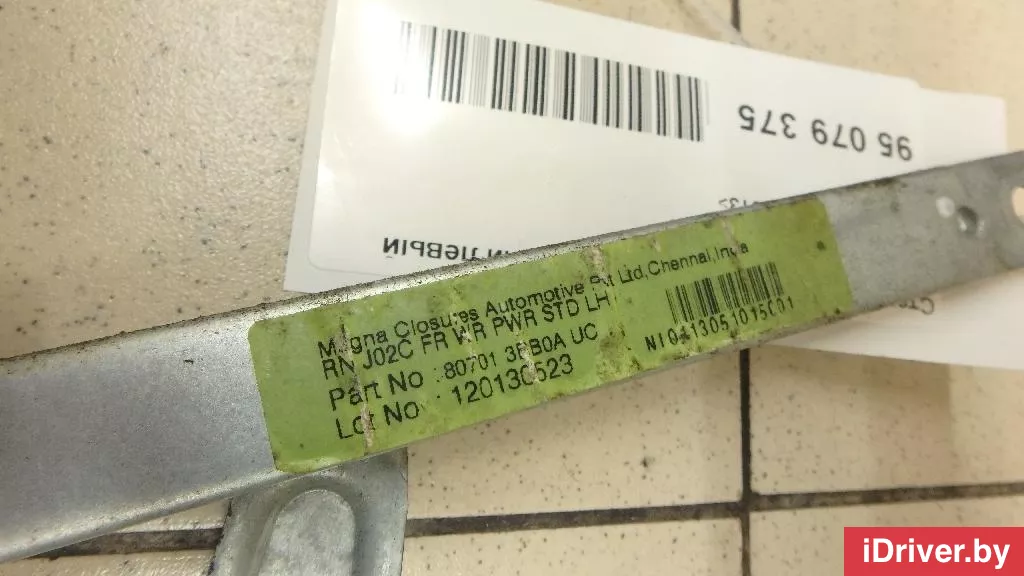 95 079 375
ЛЕВЫЙ
Magna Closures Automotive Pvt Ltd,Chennai,India
RN J02C FR WR PWR STD LH
Part No : 80701 3BB0A UC
Lot No : 120130523
iDriver.by